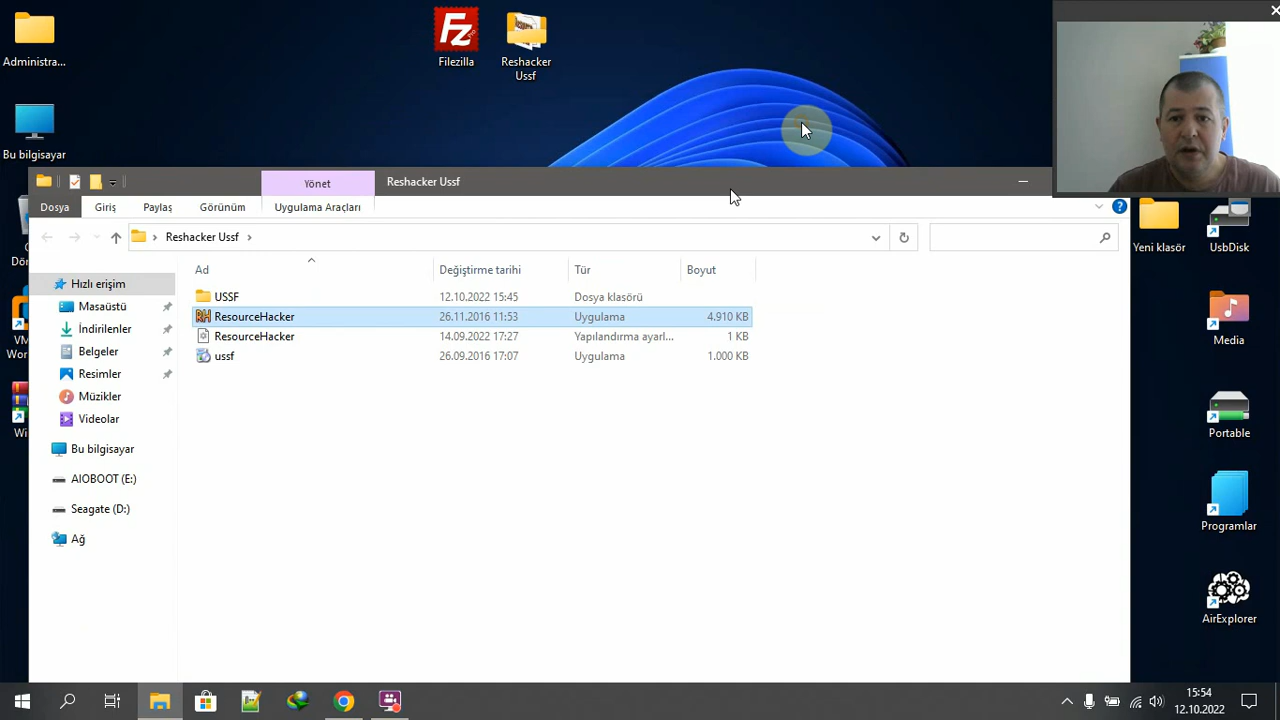 Administra...
Filezilla
Reshacker
Ussf
Bu bilgisayar
Yönet
Reshacker Ussf
Dosya
Giriş
Paylaş
Görünüm
Uygulama Araçları
Reshacker Ussf
Yeni klasör
UsbDisk
Ad
Değiştirme tarihi
Tür
Boyut
Hızlı erişim
Masaüstü
İndirilenler
Belgeler
Resimler
Müzikler
Videolar
Bu bilgisayar
AIOBOOT (E:)
Seagate (D:)
Ağ
USSF
12.10.2022 15:45
Dosya klasörü
ResourceHacker
26.11.2016 11:53
Uygulama
4.910 KB
ResourceHacker
14.09.2022 17:27
Yapılandırma ayarl...
1 KB
ussf
26.09.2016 17:07
Uygulama
1.000 KB
Dör
VM
Wor
Wi
Media
Portable
Programlar
AirExplorer
15:54
12.10.2022